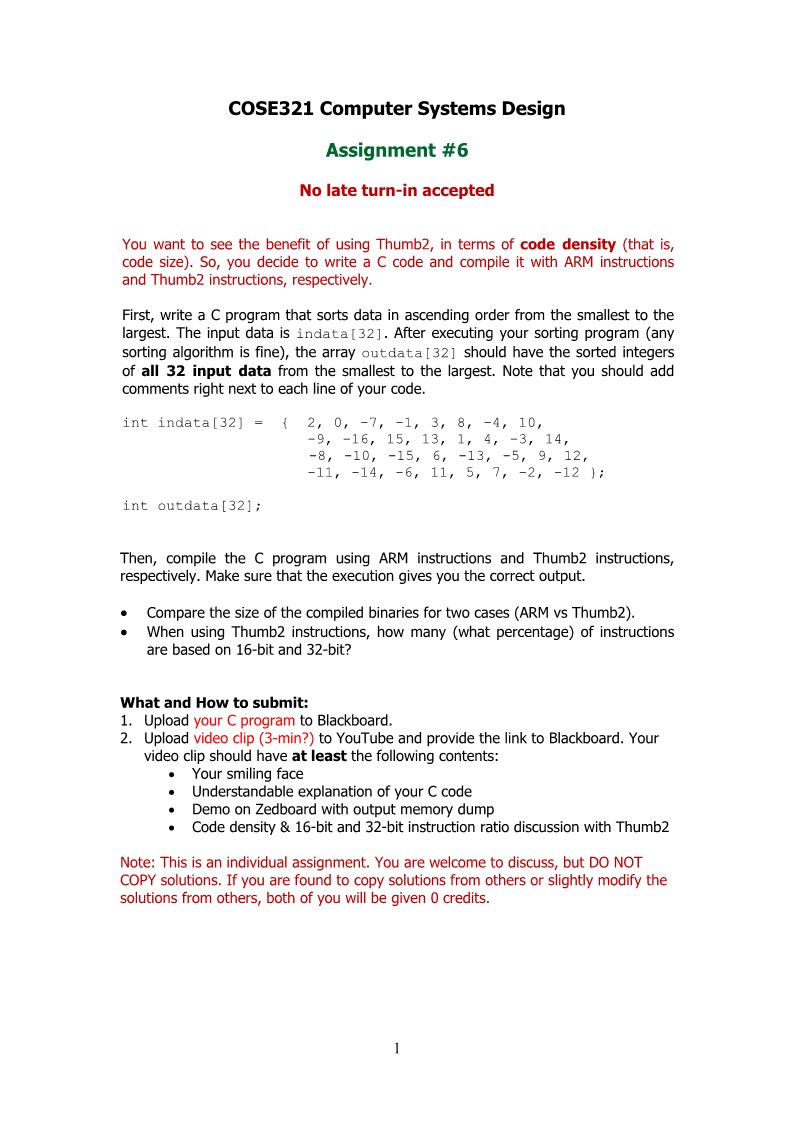 COSE321 Computer Systems Design
Assignment #6
No late turn-in accepted
You want to see the benefit of using Thumb2, in terms of code density (that is,
code size). So, you decide to write a C code and compile it with ARM instructions
and Thumb2 instructions, respectively.
First, write a C program that sorts data in ascending order from the smallest to the
largest. The input data is indata[32]. After executing your sorting program (any
sorting algorithm is fine), the array outdata[32] should have the sorted integers
of all 32 input data from the smallest to the largest. Note that you should add
comments right next to each line of your code.
int indata[32] = { 2, 0, -7, -1, 3, 8, -4, 10,
-9, -16, 15, 13, 1, 4, -3, 14,
-8, -10, -15, 6, -13, -5, 9, 12,
-11, -14, -6, 11, 5, 7, -2, -12 };
int outdata[32];
Then, compile the C program using ARM instructions and Thumb2 instructions,
respectively. Make sure that the execution gives you the correct output.
• Compare the size of the compiled binaries for two cases (ARM vs Thumb2).
• When using Thumb2 instructions, how many (what percentage) of instructions
are based on 16-bit and 32-bit?
What and How to submit:
1. Upload your C program to Blackboard.
2. Upload video clip (3-min?) to YouTube and provide the link to Blackboard. Your
video clip should have at least the following contents:
• Your smiling face
• Understandable explanation of your C code
• Demo on Zedboard with output memory dump
• Code density & 16-bit and 32-bit instruction ratio discussion with Thumb2
Note: This is an individual assignment. You are welcome to discuss, but DO NOT
COPY solutions. If you are found to copy solutions from others or slightly modify the
solutions from others, both of you will be given 0 credits.
1